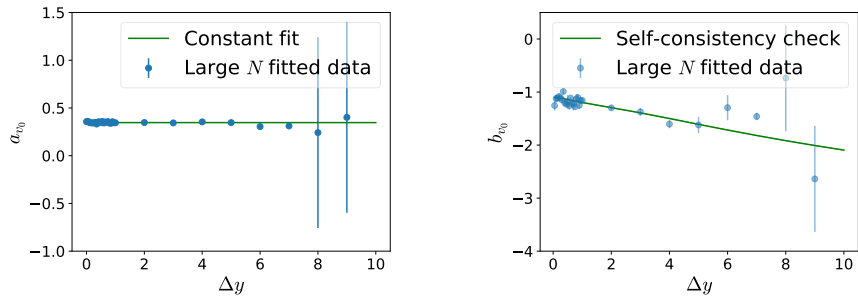 1.5
1.0
0.5
0.0
−0.5
−1.0
a_{v_0}
Constant fit
Large N fitted data
0 2 4 6 8 10
Δy
0
−1
−2
−3
−4
b_{v_0}
Self-consistency check
Large N fitted data
0 2 4 6 8 10
Δy